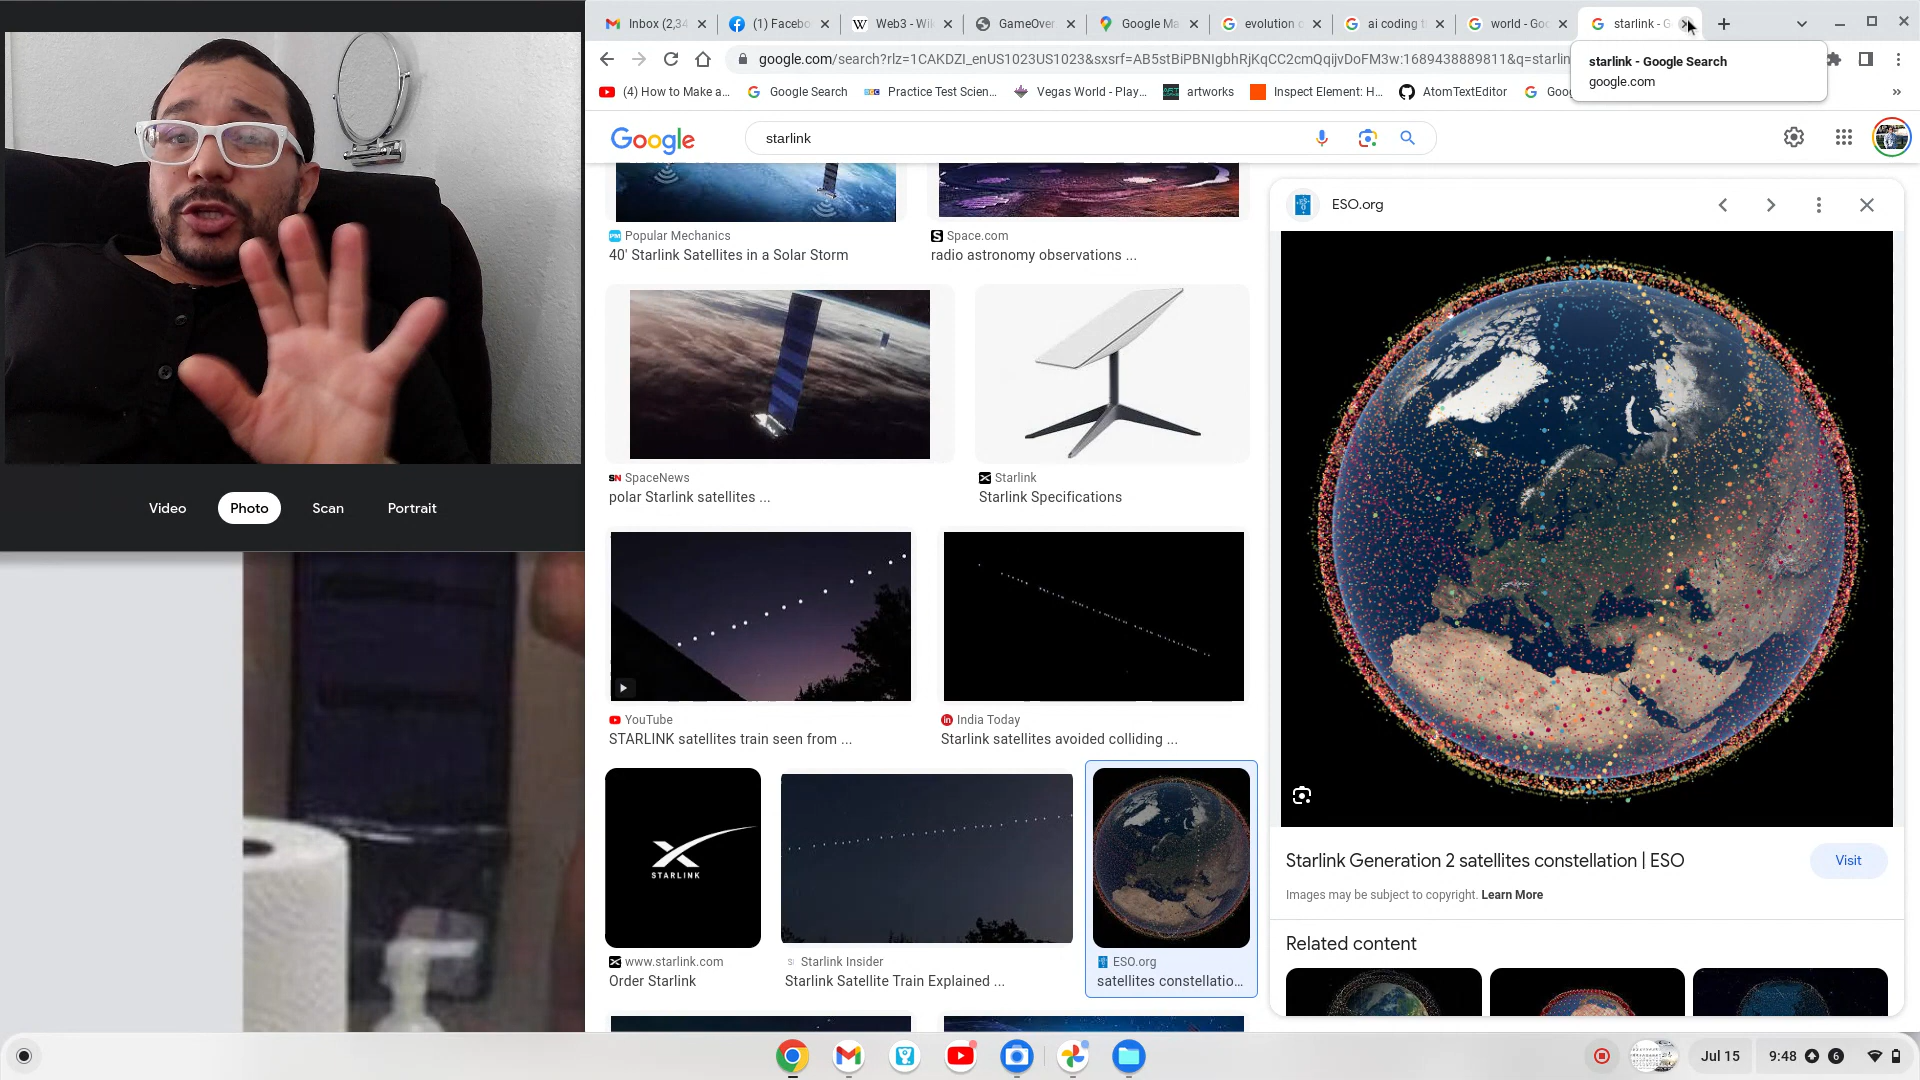 Inbox (2,34
(1) Facebo
Web3 - Wi
GameOver
Google Ma
evolution o
ai coding t
world - Goo
starlink - G
google.com/search?rlz=1CAKDZI_enUS1023US1023&sxsrf=AB5stBiPBNIgbhRjKqCC2cmQqijvDoFM3w:1689438889811&q=starlin
starlink - Google Search
google.com
(4) How to Make a...
Google Search
Practice Test Scien...
Vegas World - Play...
artworks
Inspect Element: H...
AtomTextEditor
Goo
»
Google
starlink
Popular Mechanics
40' Starlink Satellites in a Solar Storm
Space.com
radio astronomy observations ...
SpaceNews
polar Starlink satellites ...
Starlink
Starlink Specifications
YouTube
STARLINK satellites train seen from ...
India Today
Starlink satellites avoided colliding ...
STARLINK
www.starlink.com
Order Starlink
Starlink Insider
Starlink Satellite Train Explained ...
ESO.org
satellites constellatio...
ESO.org
Starlink Generation 2 satellites constellation | ESO
Visit
Images may be subject to copyright. Learn More
Related content
Video
Photo
Scan
Portrait
Jul 15
9:48
6